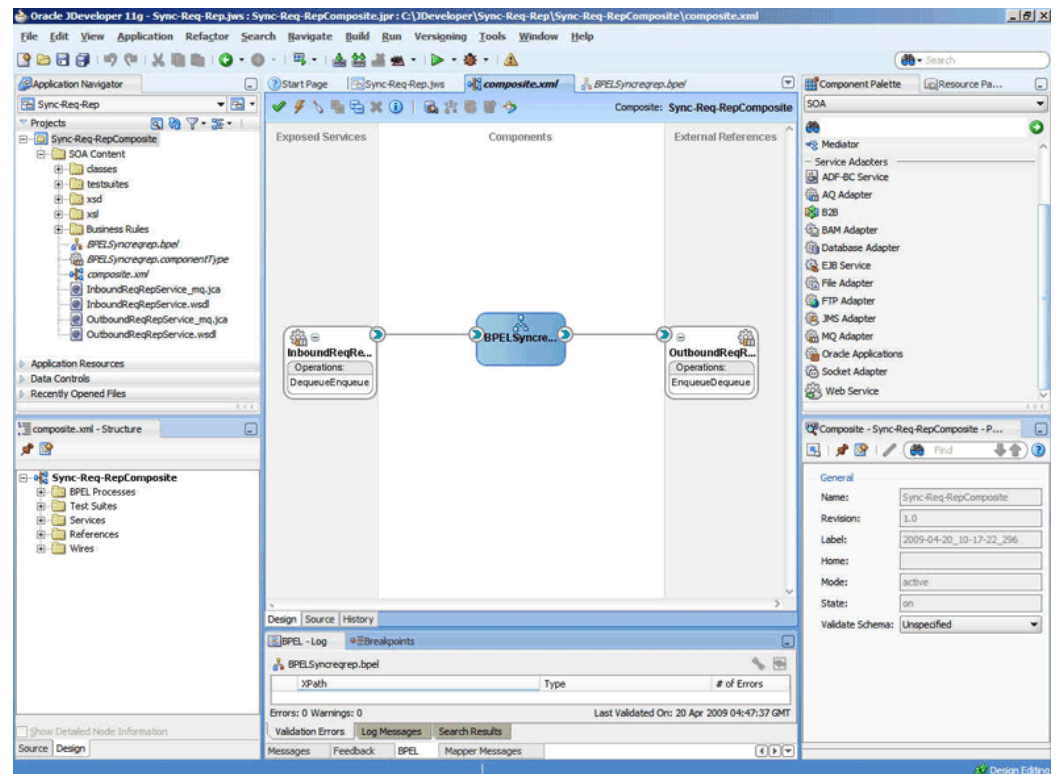 Oracle JDeveloper 11g - Sync-Req-Rep.jws : Sync-Req-RepComposite.jpr : C:\JDeveloper\Sync-Req-Rep\Sync-Req-RepComposite\composite.xml
File Edit View Application Refactor Search Navigate Build Run Versioning Tools Window Help
Search
Application Navigator
Sync-Req-Rep
Projects
Sync-Req-RepComposite
SOA Content
classes
testsuites
xsd
xsl
Business Rules
BPELSyncreqrep.bpel
BPELSyncreqrep.componentType
composite.xml
InboundReqRepService_mq.jca
InboundReqRepService.wsdl
OutboundReqRepService_mq.jca
OutboundReqRepService.wsdl
Application Resources
Data Controls
Recently Opened Files
composite.xml - Structure
Sync-Req-RepComposite
BPEL Processes
Test Suites
Services
References
Wires
Show Detailed Node Information
Source Design
Start Page Sync-Req-Rep.jws composite.xml BPELSyncreqrep.bpel
Composite: Sync-Req-RepComposite
Exposed Services Components External References
InboundReqRe...
Operations:
DequeueEnqueue
BPELSyncre...
OutboundReqR...
Operations:
EnqueueDequeue
Design Source History
BPEL - Log Breakpoints
BPELSyncreqrep.bpel
XPath Type # of Errors
Errors: 0 Warnings: 0 Last Validated On: 20 Apr 2009 04:47:37 GMT
Validation Errors Log Messages Search Results
Messages Feedback BPEL Mapper Messages
Component Palette Resource Pa...
SOA
Mediator
Service Adapters
ADF-BC Service
AQ Adapter
B2B
BAM Adapter
Database Adapter
EJB Service
File Adapter
FTP Adapter
JMS Adapter
MQ Adapter
Oracle Applications
Socket Adapter
Web Service
Composite - Sync-Req-RepComposite - P...
Find
General
Name: Sync-Req-RepComposite
Revision: 1.0
Label: 2009-04-20_10-17-22_296
Home:
Mode: active
State: on
Validate Schema: Unspecified
Design Editing